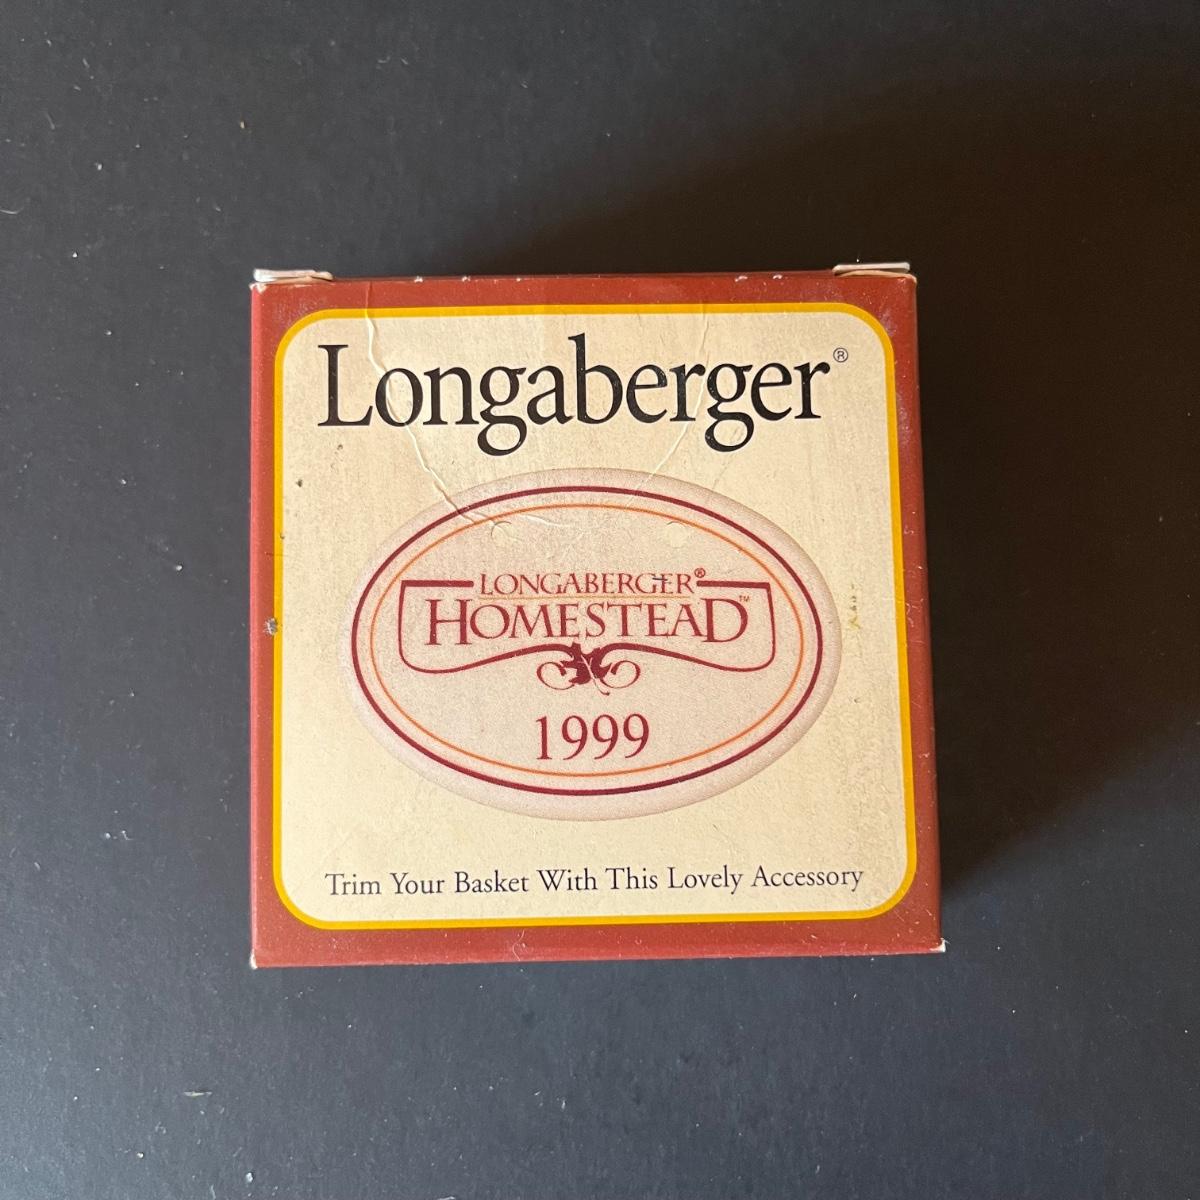 Longaberger®
LONGABERGER®
HOMESTEAD™
1999
Trim Your Basket With This Lovely Accessory